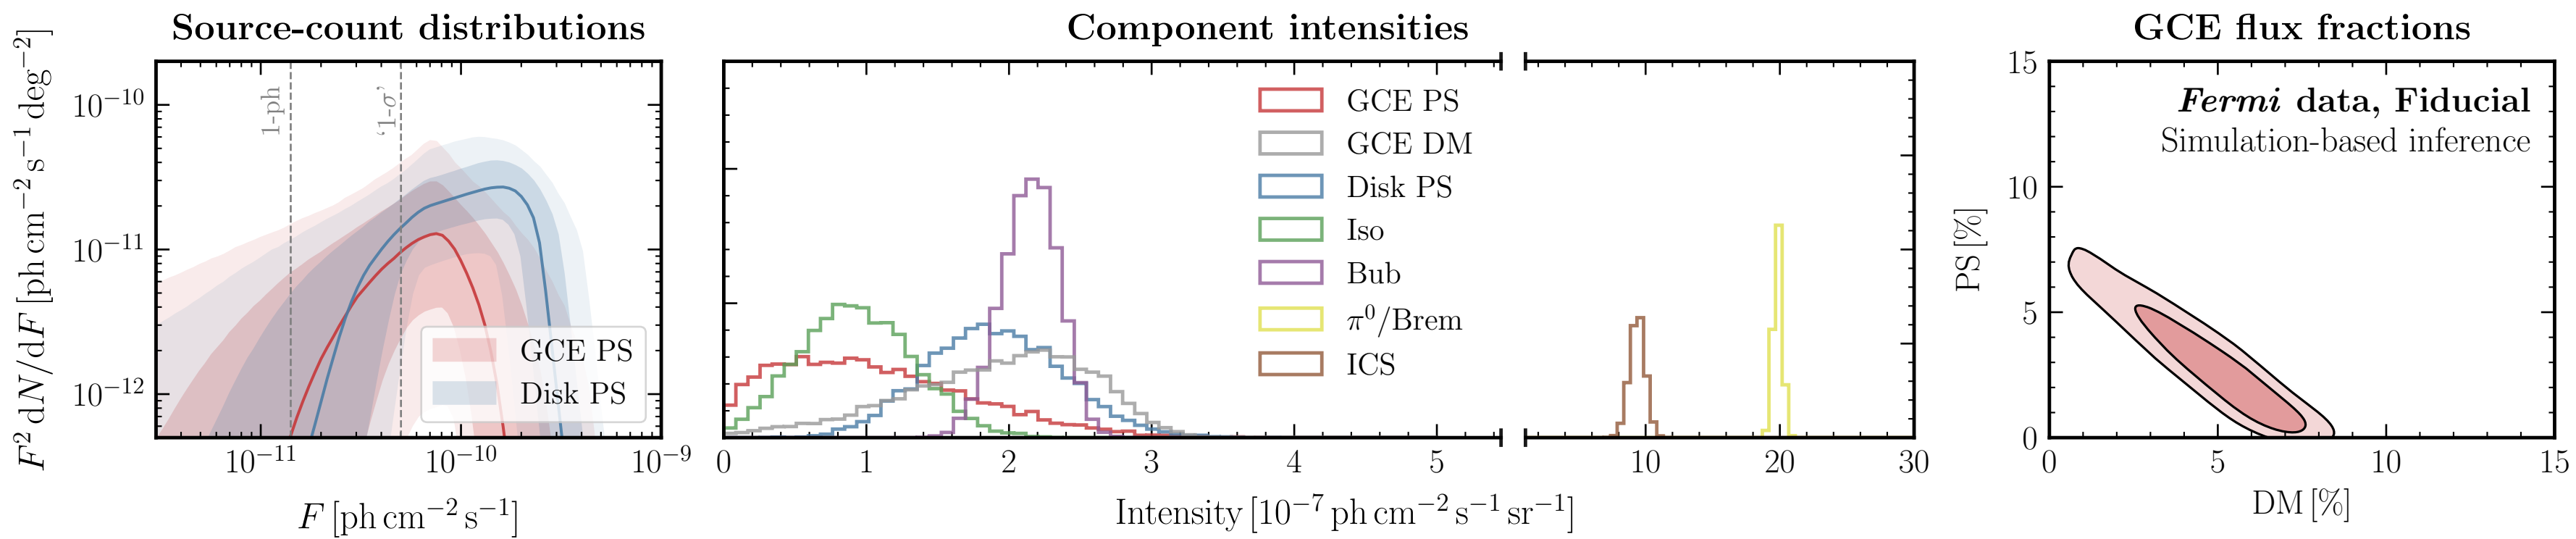 Source-count distributions
F² dN/dF [ph cm⁻² s⁻¹ deg⁻²]
10⁻¹⁰
10⁻¹¹
10⁻¹²
1-ph
‘1-σ’
GCE PS
Disk PS
10⁻¹¹ 10⁻¹⁰ 10⁻⁹
F [ph cm⁻² s⁻¹]
Component intensities
GCE PS
GCE DM
Disk PS
Iso
Bub
π⁰/Brem
ICS
0 1 2 3 4 5 10 20 30
Intensity [10⁻⁷ ph cm⁻² s⁻¹ sr⁻¹]
GCE flux fractions
Fermi data, Fiducial
Simulation-based inference
PS [%]
15
10
5
0
0 5 10 15
DM [%]